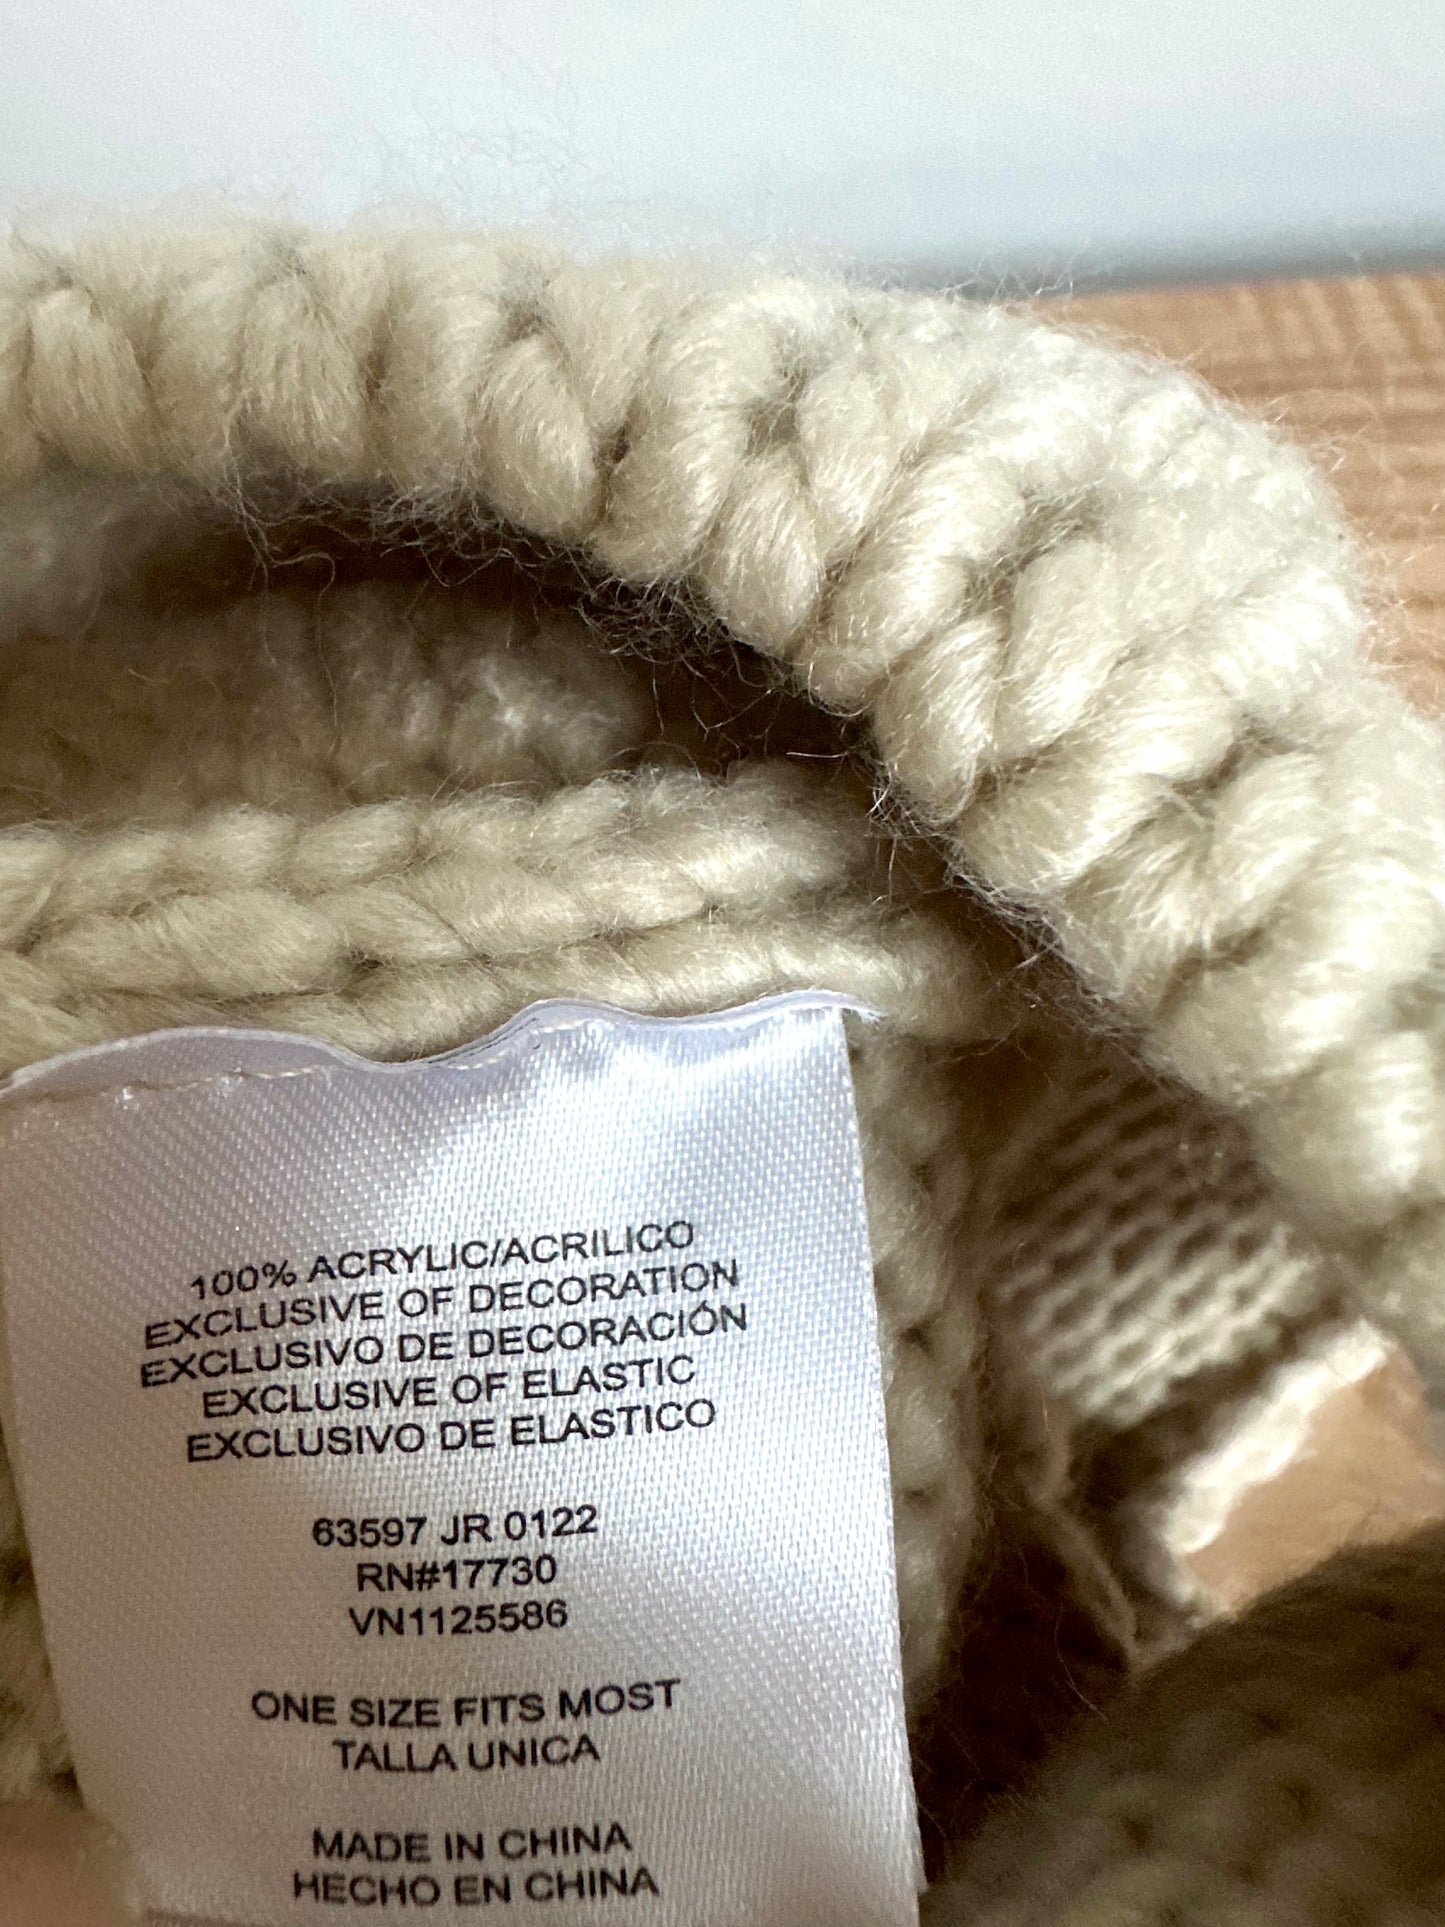 100% ACRYLIC/ACRILICO
EXCLUSIVE OF DECORATION
EXCLUSIVO DE DECORACIÓN
EXCLUSIVE OF ELASTIC
EXCLUSIVO DE ELASTICO
63597 JR 0122
RN#17730
VN1125586
ONE SIZE FITS MOST
TALLA UNICA
MADE IN CHINA
HECHO EN CHINA